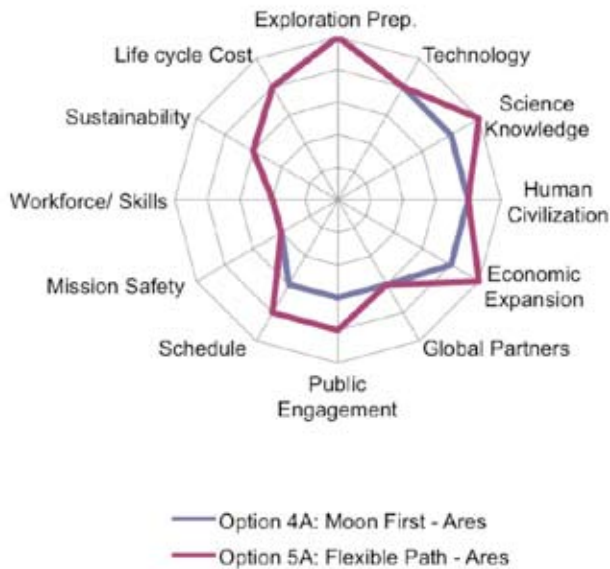 Exploration Prep.
Life cycle Cost
Technology
Sustainability
Science
Knowledge
Workforce/ Skills
Human
Civilization
Mission Safety
Economic
Expansion
Schedule
Global Partners
Public
Engagement
Option 4A: Moon First - Ares
Option 5A: Flexible Path - Ares